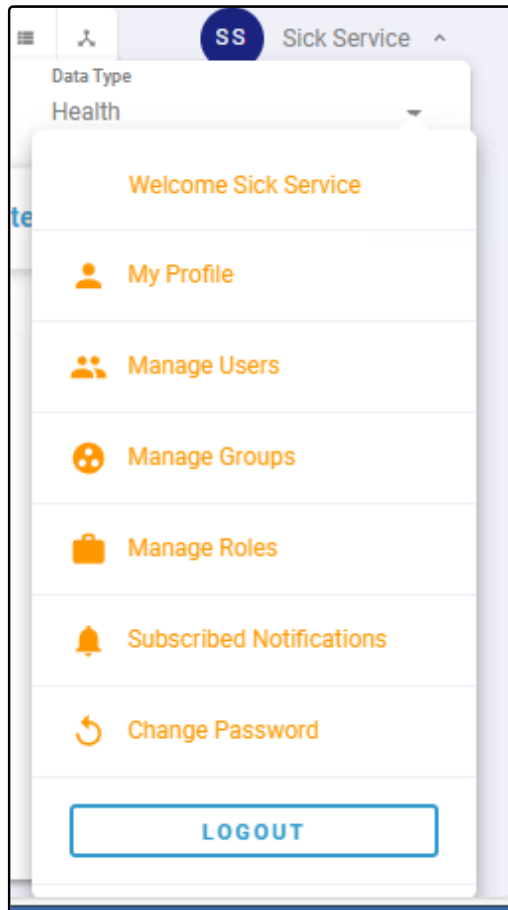 SS Sick Service
Data Type
Health
te
Welcome Sick Service
My Profile
Manage Users
Manage Groups
Manage Roles
Subscribed Notifications
Change Password
LOGOUT